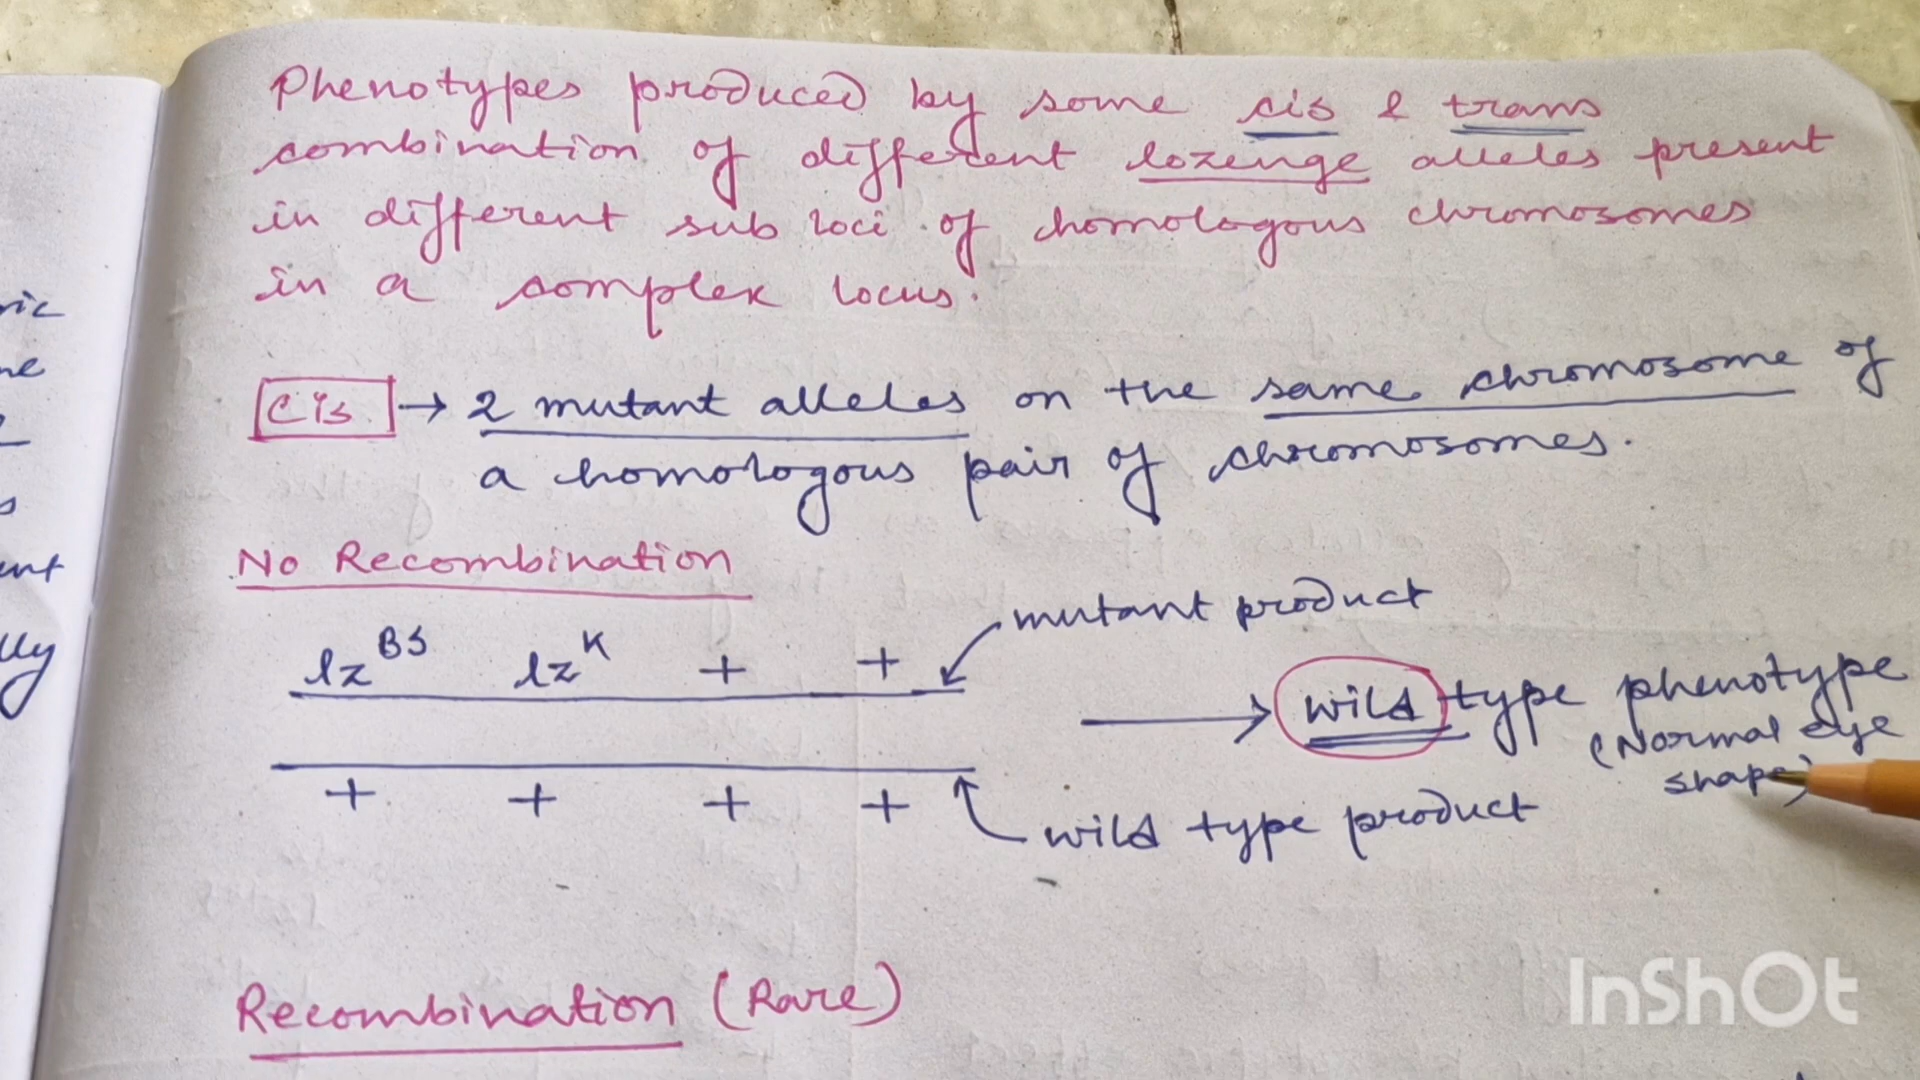 Phenotypes produced by some cis & trans
combination of different lozenge alleles present
in different sub loci of homologous chromosomes
in a complex locus.
Cis → 2 mutant alleles on the same chromosome of
a homologous pair of chromosomes.
No Recombination
mutant product
lz^BS lz^K + +
→ wild type phenotype
(Normal eye
shape)
+ + + +
wild type product
Recombination (Rare)
InShOt